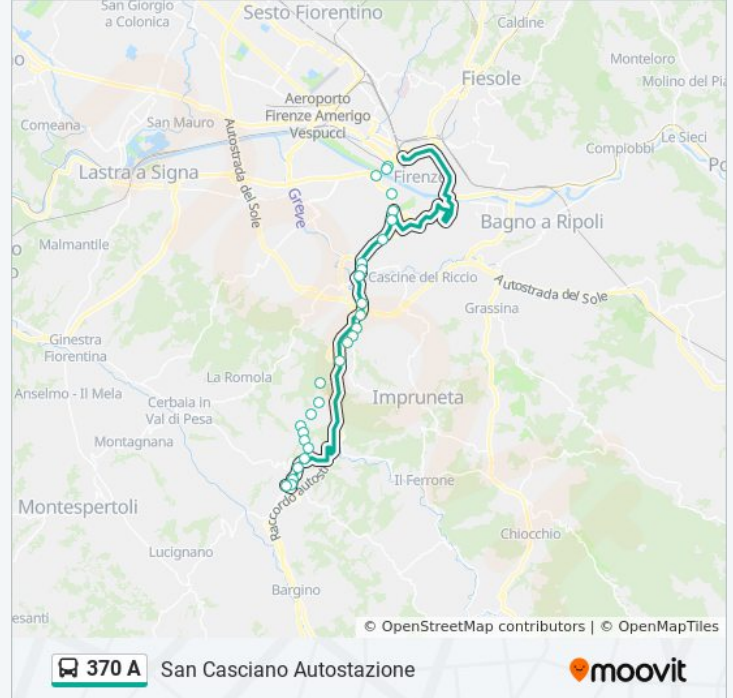 San Giorgio
a Colonica
Sesto Fiorentino
Caldine
Monteloro
Fiesole
Molino del Pia
Aeroporto
Firenze Amerigo
Vespucci
Comeana
San Mauro
Autostrada del Sole
Le Sieci
Compiobbi
Lastra a Signa
Firenze
Greve
Bagno a Ripoli
Malmantile
Cascine del Riccio
Autostrada del Sole
Grassina
Ginestra
Fiorentina
La Romola
Anselmo - Il Mela
Cerbaia in
Val di Pesa
Impruneta
Montagnana
Il Ferrone
Montespertoli
Raccordo autost
Chiocchio
Lucignano
Bargino
esanti
© OpenStreetMap contributors | © OpenMapTiles
370 A
San Casciano Autostazione
moovit